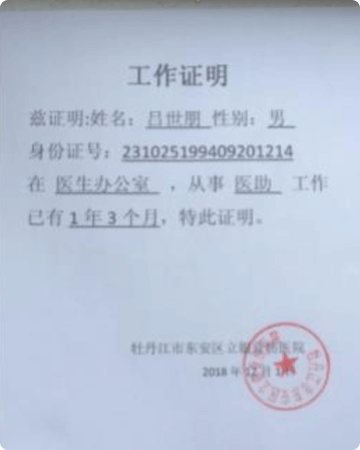 工作证明
兹证明:姓名：吕世朋 性别：男
身份证号：231025199409201214
在 医生办公室 ，从事 医助 工作
已有 1 年 3 个月，特此证明。
牡丹江市东安区立 医院
2018 年 12 月